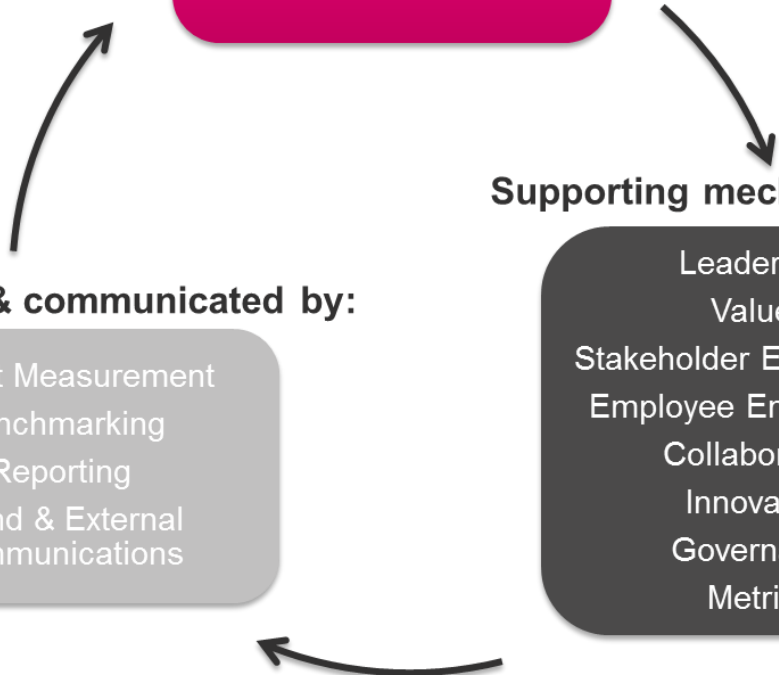 Supporting mec
Leader
Value
Stakeholder E
Employee En
Collabor
Innova
Govern
Metri
& communicated by:
t Measurement
nchmarking
Reporting
nd & External
mmunications